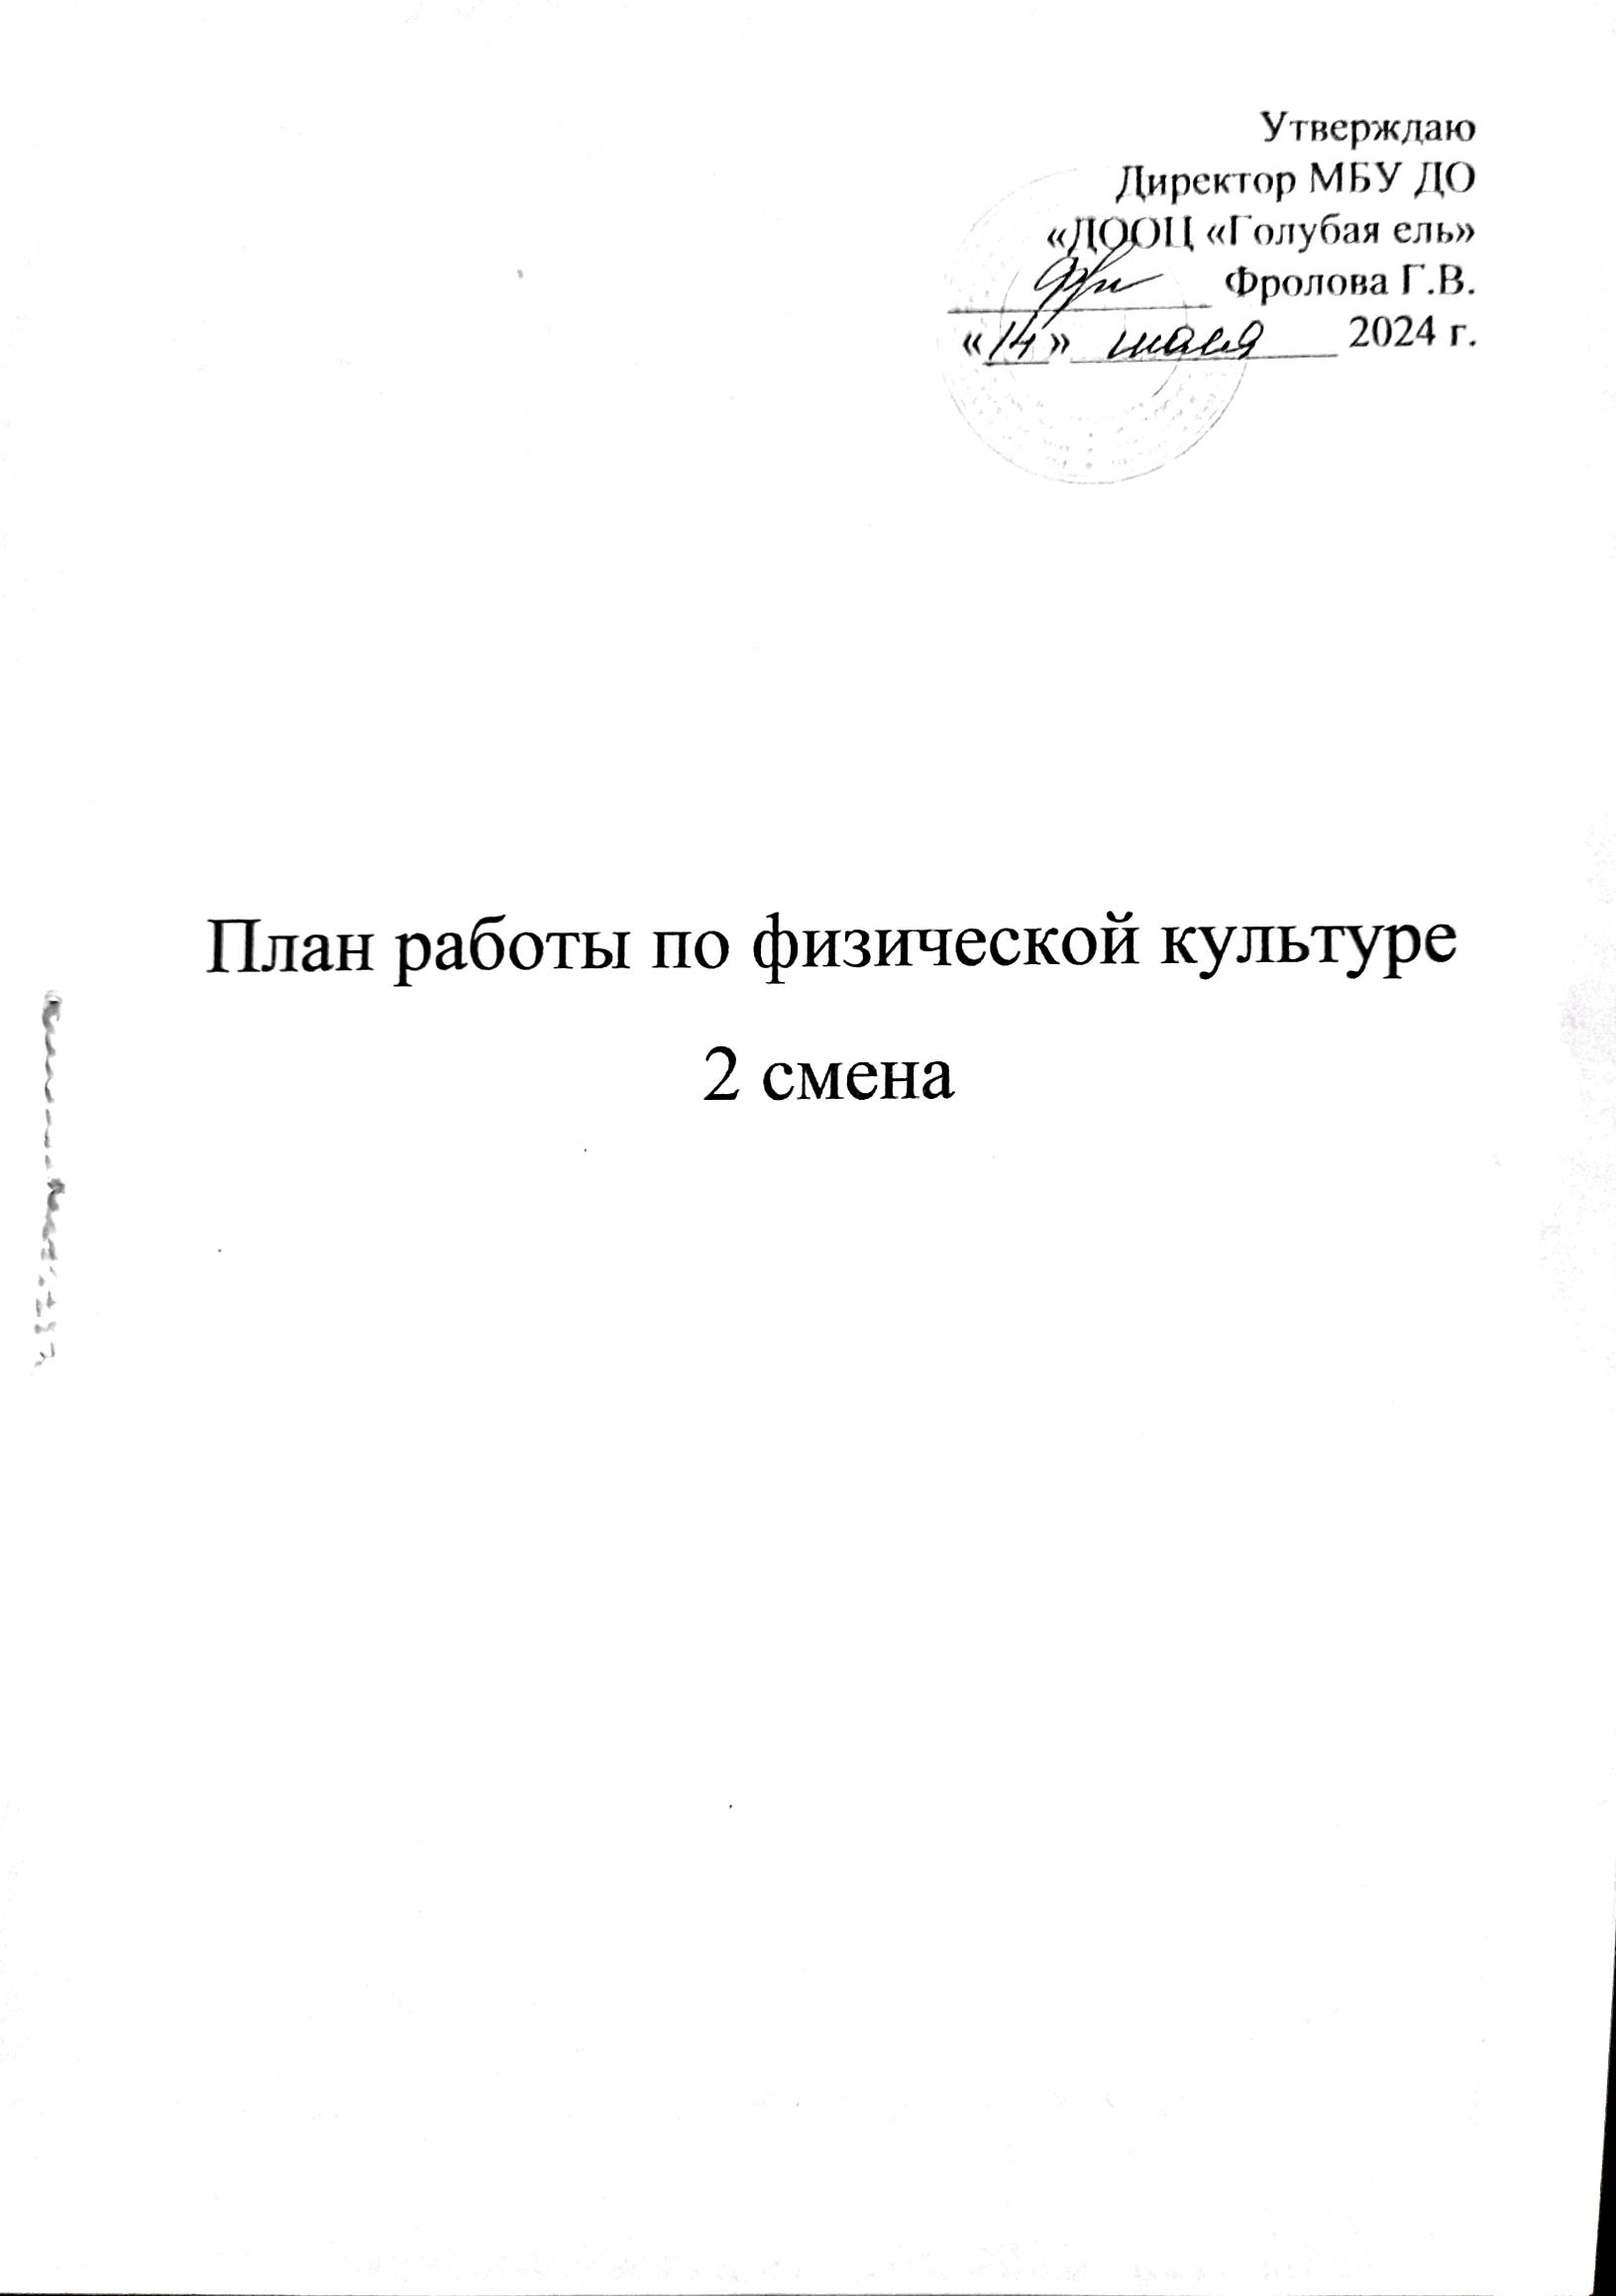 Утверждаю
Директор МБУ ДО
«ДООЦ «Голубая ель»
Фролова Г.В.
«14» июня 2024 г.
План работы по физической культуре
2 смена